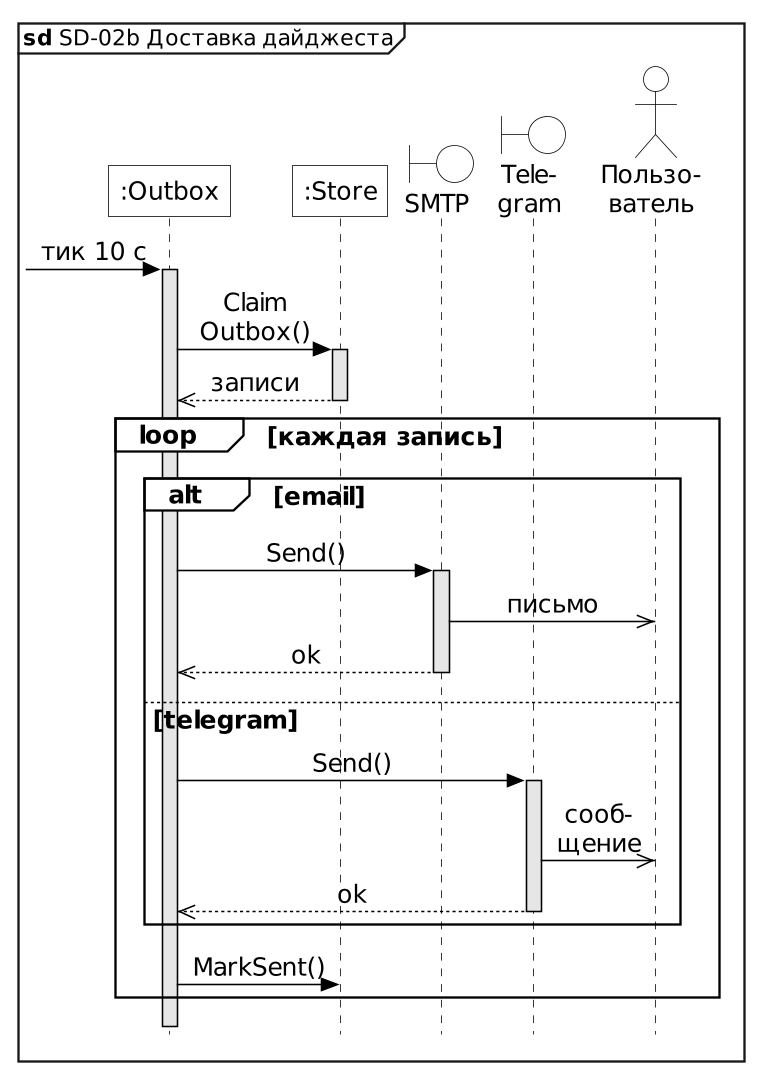 sd SD-02b Доставка дайджеста
:Outbox
:Store
SMTP
Tele-
gram
Пользо-
ватель
тик 10 с
Claim
Outbox()
записи
loop [каждая запись]
alt [email]
Send()
письмо
ok
[telegram]
Send()
сооб-
щение
ok
MarkSent()